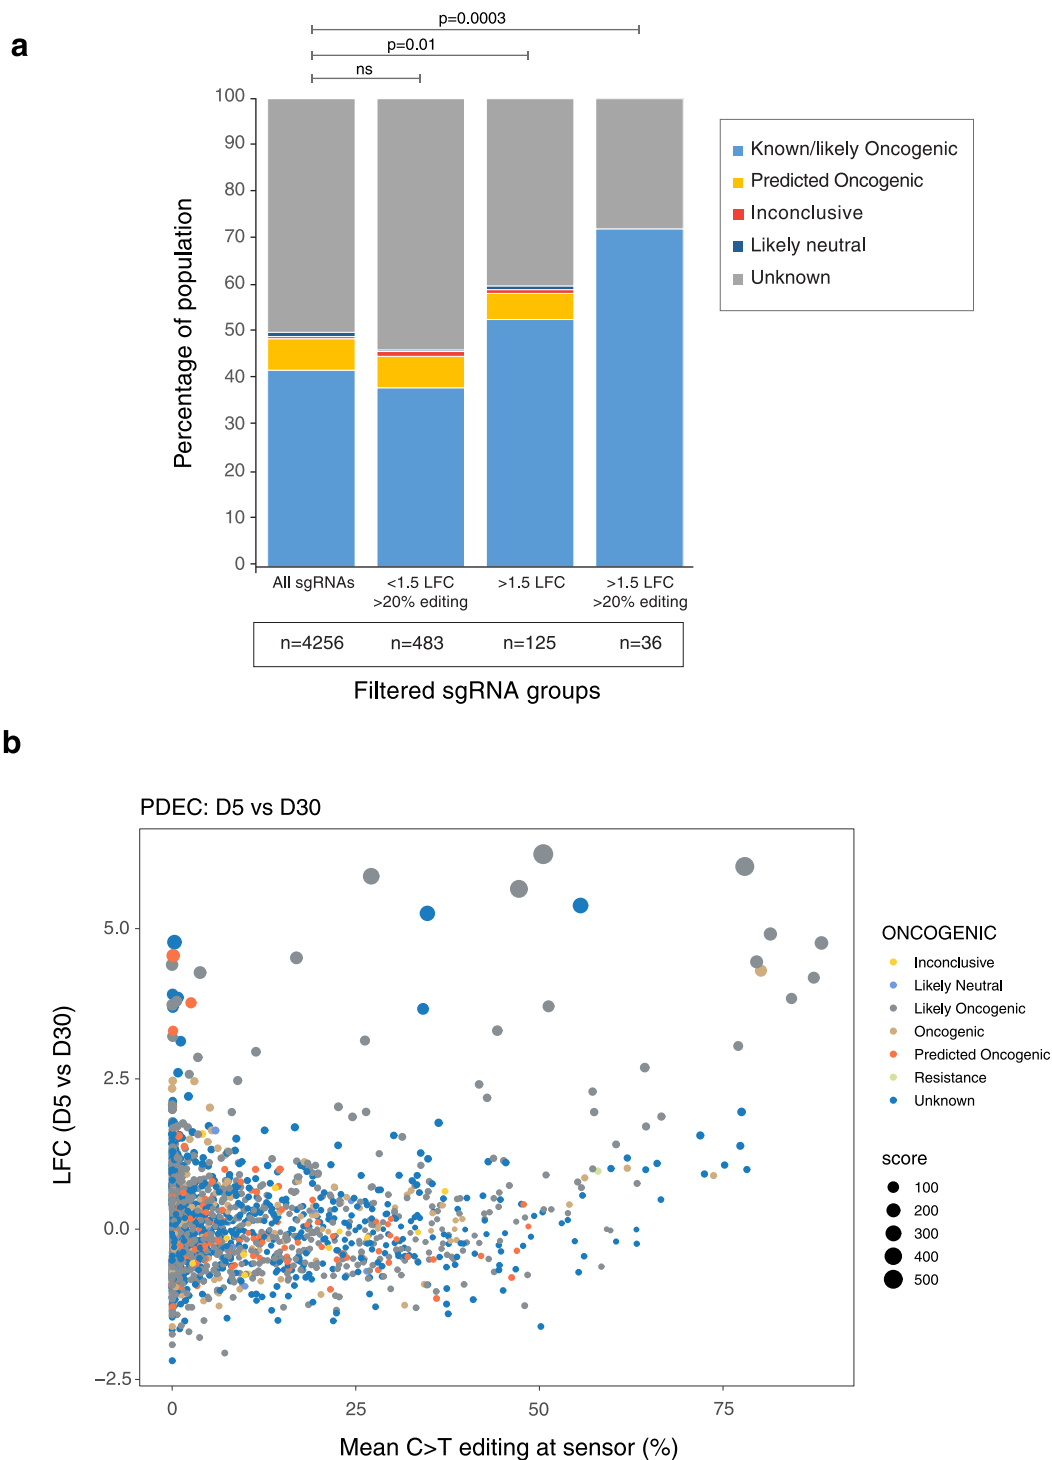 a
p=0.0003
p=0.01
ns
100
90
80
70
60
50
40
30
20
10
0
Percentage of population
Known/likely Oncogenic
Predicted Oncogenic
Inconclusive
Likely neutral
Unknown
All sgRNAs
<1.5 LFC
>20% editing
>1.5 LFC
>1.5 LFC
>20% editing
n=4256
n=483
n=125
n=36
Filtered sgRNA groups
b
PDEC: D5 vs D30
5.0
2.5
0.0
−2.5
LFC (D5 vs D30)
0
25
50
75
Mean C>T editing at sensor (%)
ONCOGENIC
Inconclusive
Likely Neutral
Likely Oncogenic
Oncogenic
Predicted Oncogenic
Resistance
Unknown
score
100
200
300
400
500